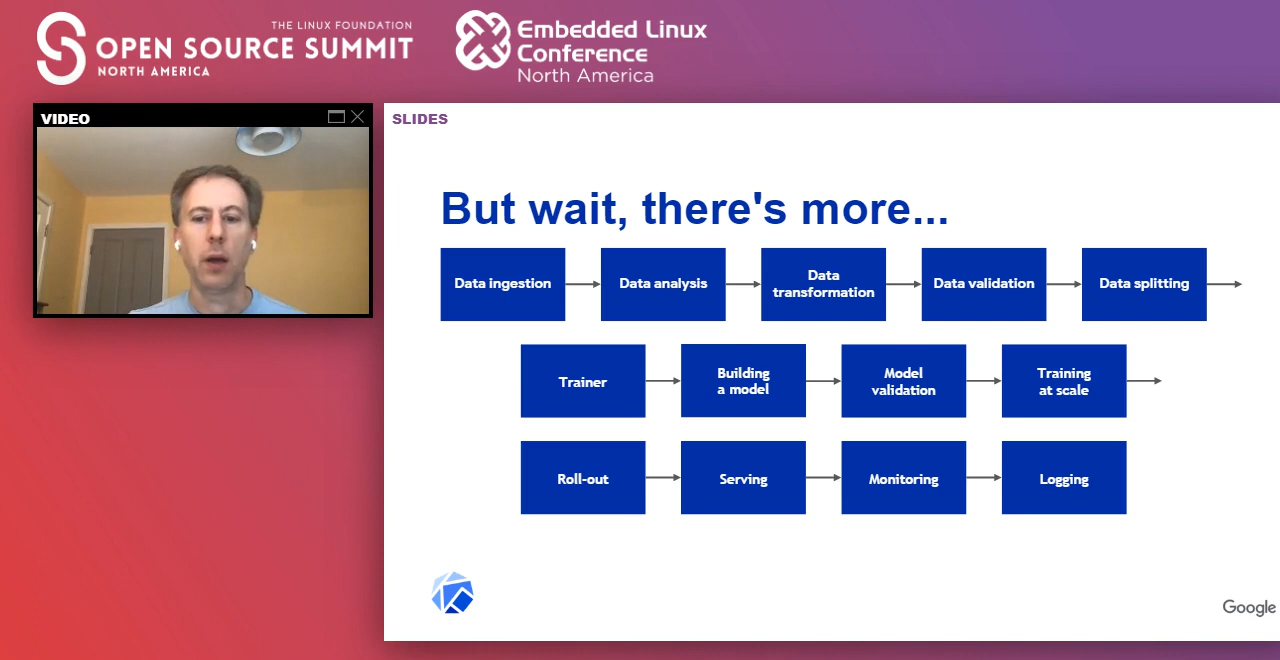 THE LINUX FOUNDATION
OPEN SOURCE SUMMIT
NORTH AMERICA
Embedded Linux
Conference
North America
VIDEO
SLIDES
But wait, there's more...
Data ingestion
Data analysis
Data
transformation
Data validation
Data splitting
Trainer
Building
a model
Model
validation
Training
at scale
Roll-out
Serving
Monitoring
Logging
Google